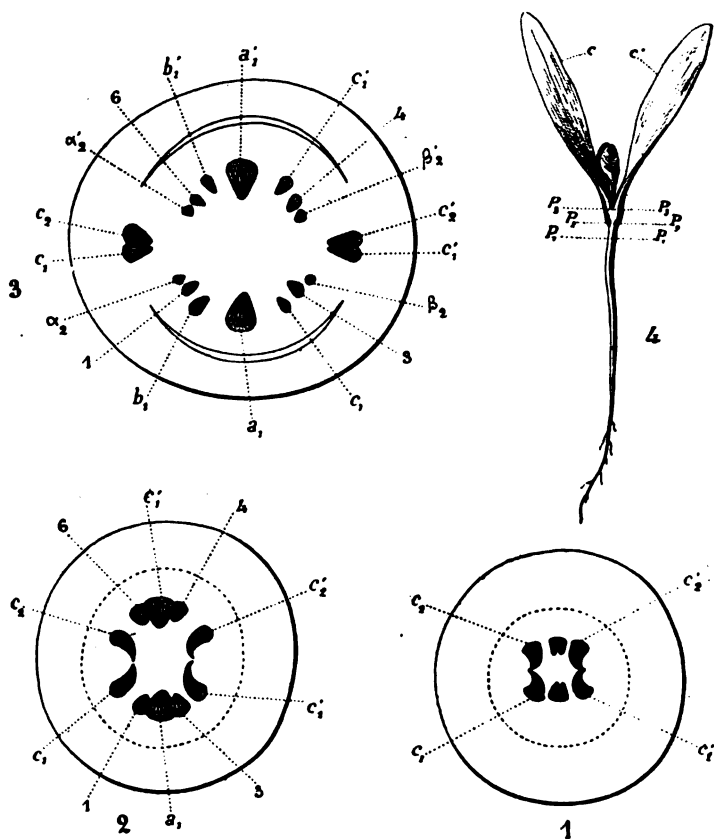 a'₁
b'₁ c'₁
6 4
α'₂ β'₂
c₂ c'₂
c₁ c'₁
3
α₂ β₂
1 3
b₁ c₁
a₁
c c'
P₃ P₃
P₂ P₂
P₁ P₁
4
c'₁
6 4
c₂ c'₂
c₁ c'₁
1 3
a₁
2
c₂ c'₂
c₁ c'₁
1